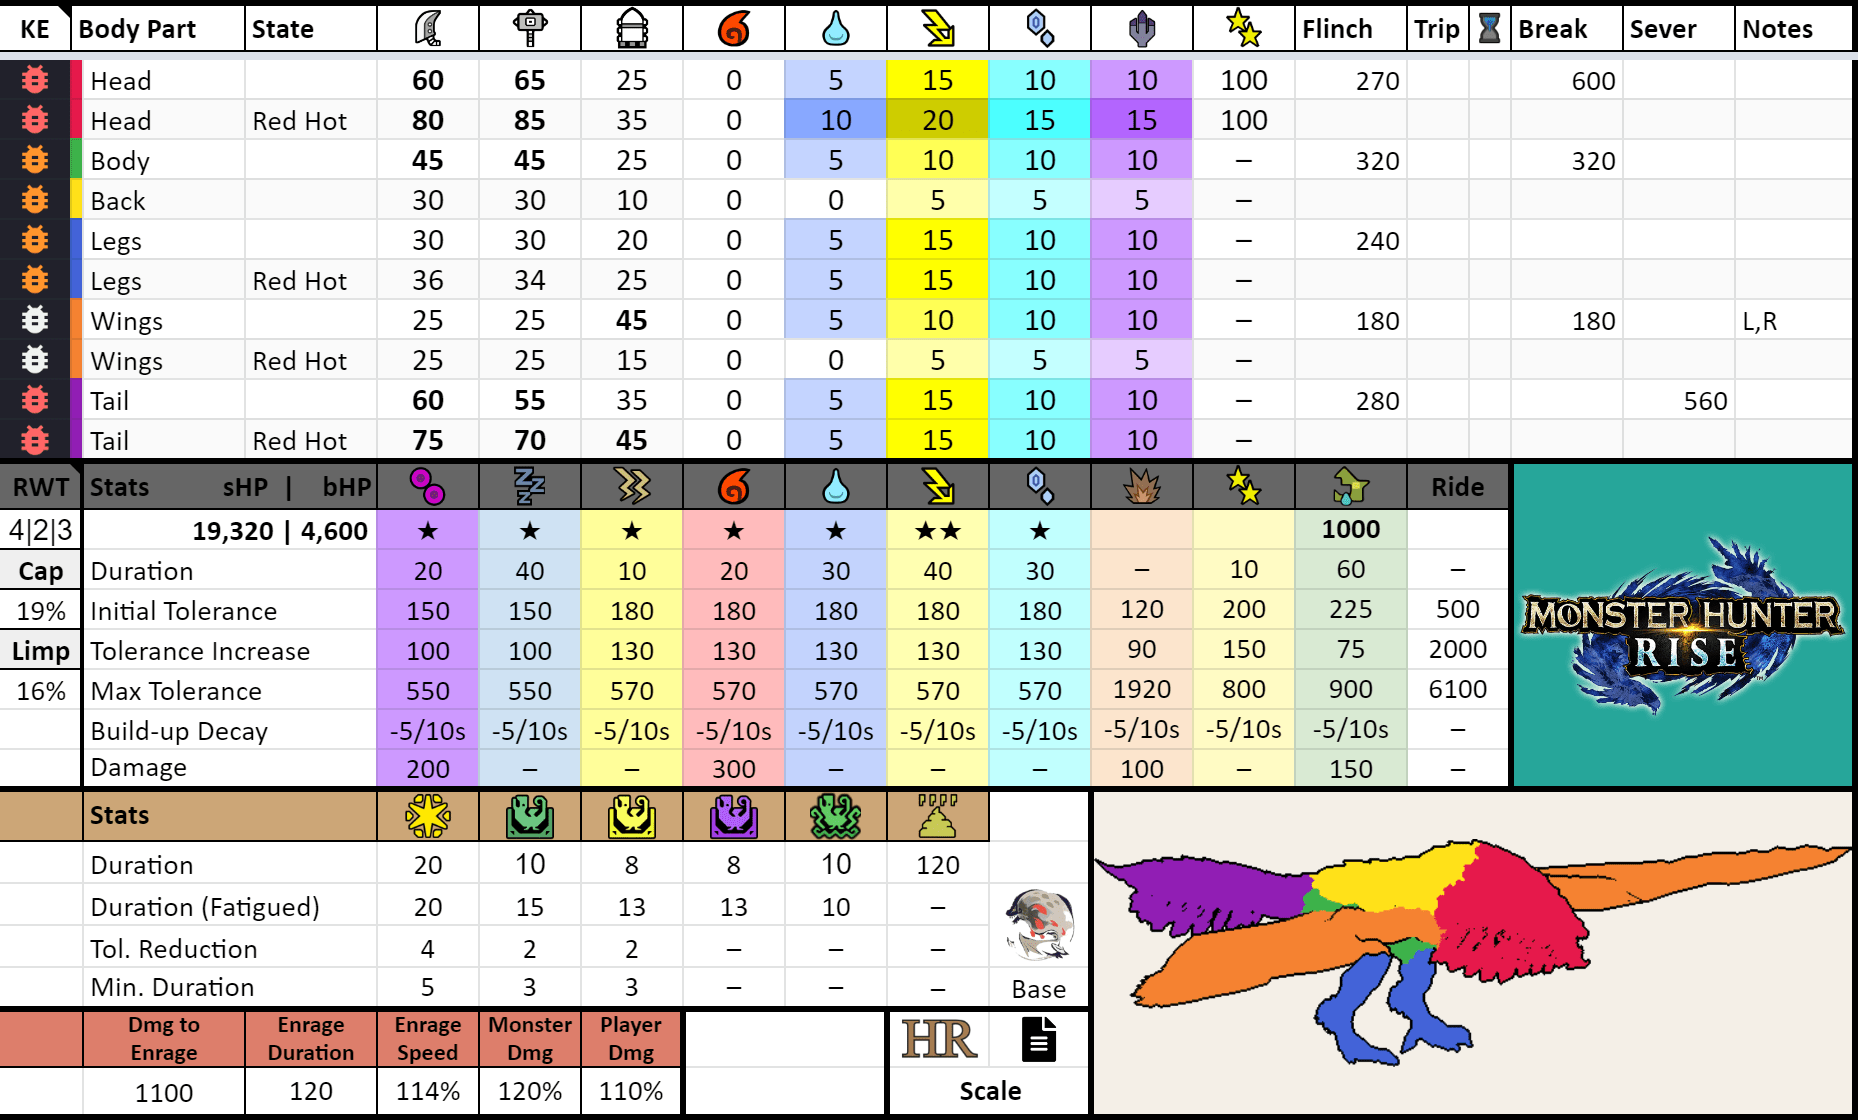 KE Body Part State Flinch Trip Break Sever Notes
Head 60 65 25 0 5 15 10 10 100 270 600
Head Red Hot 80 85 35 0 10 20 15 15 100
Body 45 45 25 0 5 10 10 10 – 320 320
Back 30 30 10 0 0 5 5 5 –
Legs 30 30 20 0 5 15 10 10 – 240
Legs Red Hot 36 34 25 0 5 15 10 10 –
Wings 25 25 45 0 5 10 10 10 – 180 180 L,R
Wings Red Hot 25 25 15 0 0 5 5 5 –
Tail 60 55 35 0 5 15 10 10 – 280 560
Tail Red Hot 75 70 45 0 5 15 10 10 –
RWT Stats sHP | bHP Ride
4|2|3 19,320 | 4,600 ★ ★ ★ ★ ★ ★★ ★ 1000
Cap Duration 20 40 10 20 30 40 30 – 10 60 –
19% Initial Tolerance 150 150 180 180 180 180 180 120 200 225 500
Limp Tolerance Increase 100 100 130 130 130 130 130 90 150 75 2000
16% Max Tolerance 550 550 570 570 570 570 570 1920 800 900 6100
Build-up Decay -5/10s -5/10s -5/10s -5/10s -5/10s -5/10s -5/10s -5/10s -5/10s -5/10s –
Damage 200 – – 300 – – – 100 – 150 –
MONSTER HUNTER
RISE
™
Stats
Duration 20 10 8 8 10 120
Duration (Fatigued) 20 15 13 13 10 –
Tol. Reduction 4 2 2 – – –
Min. Duration 5 3 3 – – – Base
Dmg to Enrage Enrage Monster Player
Enrage Duration Speed Dmg Dmg
HR
1100 120 114% 120% 110% Scale